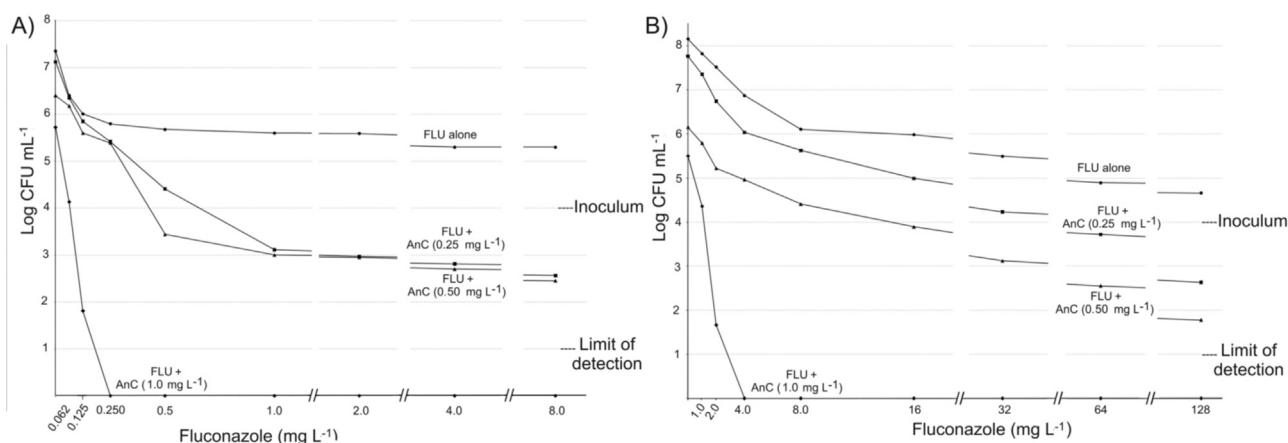 A)
8
7
6
5
4
3
2
1
Log CFU mL-1
FLU alone
----Inoculum
FLU +
AnC (0.25 mg L-1)
FLU +
AnC (0.50 mg L-1)
---- Limit of
detection
FLU +
AnC (1.0 mg L-1)
0.062
0.125
0.250
0.5
1.0
2.0
4.0
8.0
Fluconazole (mg L-1)
B)
8
7
6
5
4
3
2
1
Log CFU mL-1
FLU alone
----Inoculum
FLU +
AnC (0.25 mg L-1)
FLU +
AnC (0.50 mg L-1)
---- Limit of
detection
FLU +
AnC (1.0 mg L-1)
1.0
2.0
4.0
8.0
16
32
64
128
Fluconazole (mg L-1)